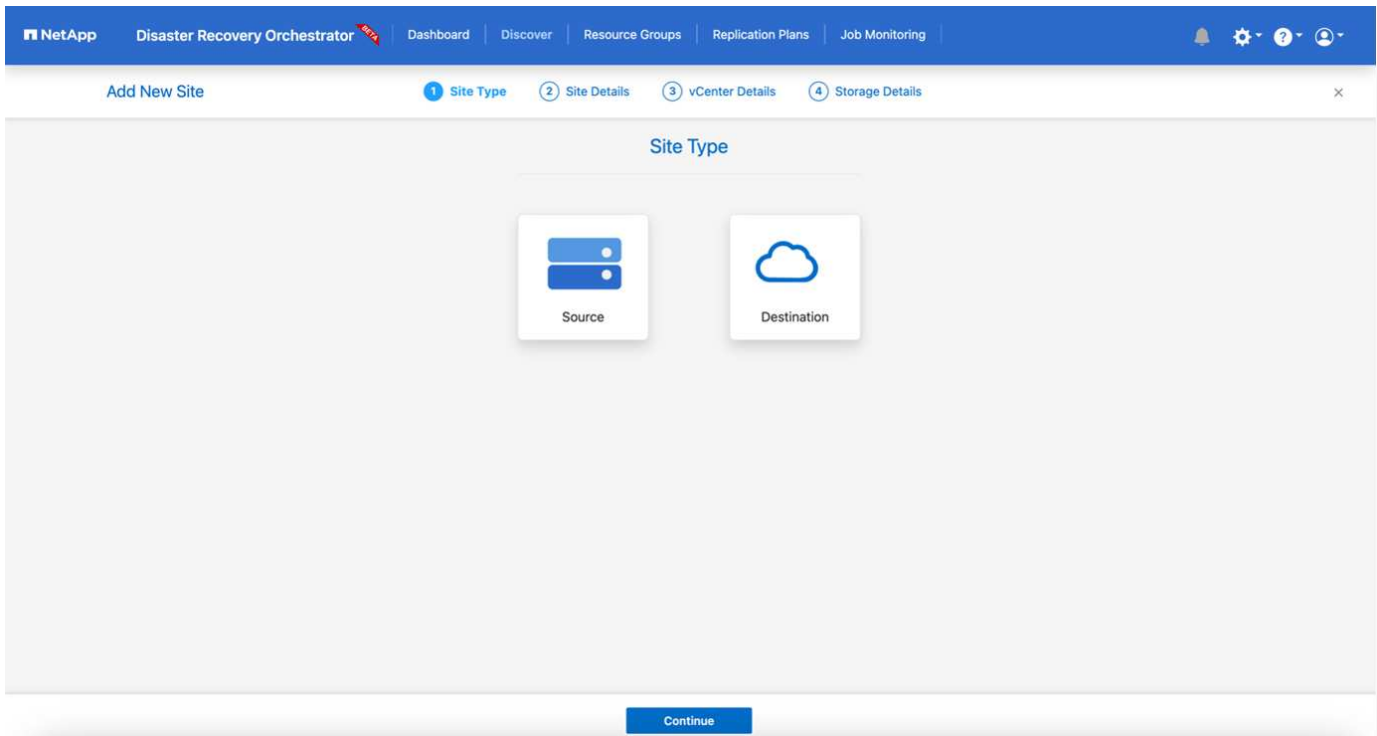 NetApp Disaster Recovery Orchestrator BETA Dashboard Discover Resource Groups Replication Plans Job Monitoring ?
Add New Site 1 Site Type 2 Site Details 3 vCenter Details 4 Storage Details ×
Site Type
Source Destination
Continue